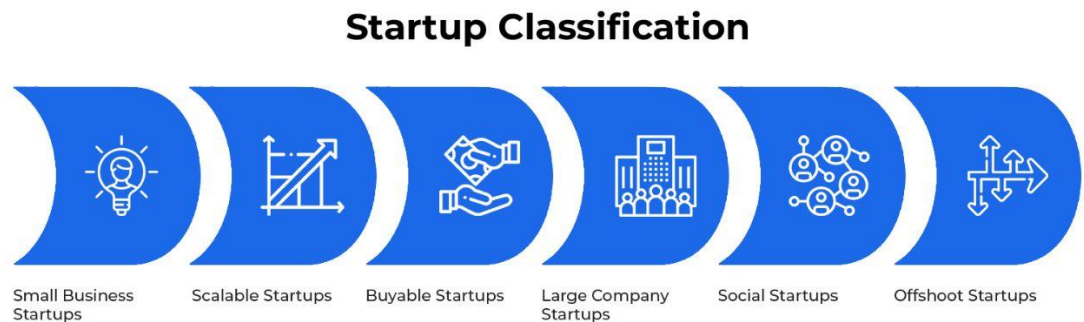 Startup Classification
Small Business
Startups
Scalable Startups
Buyable Startups
Large Company
Startups
Social Startups
Offshoot Startups